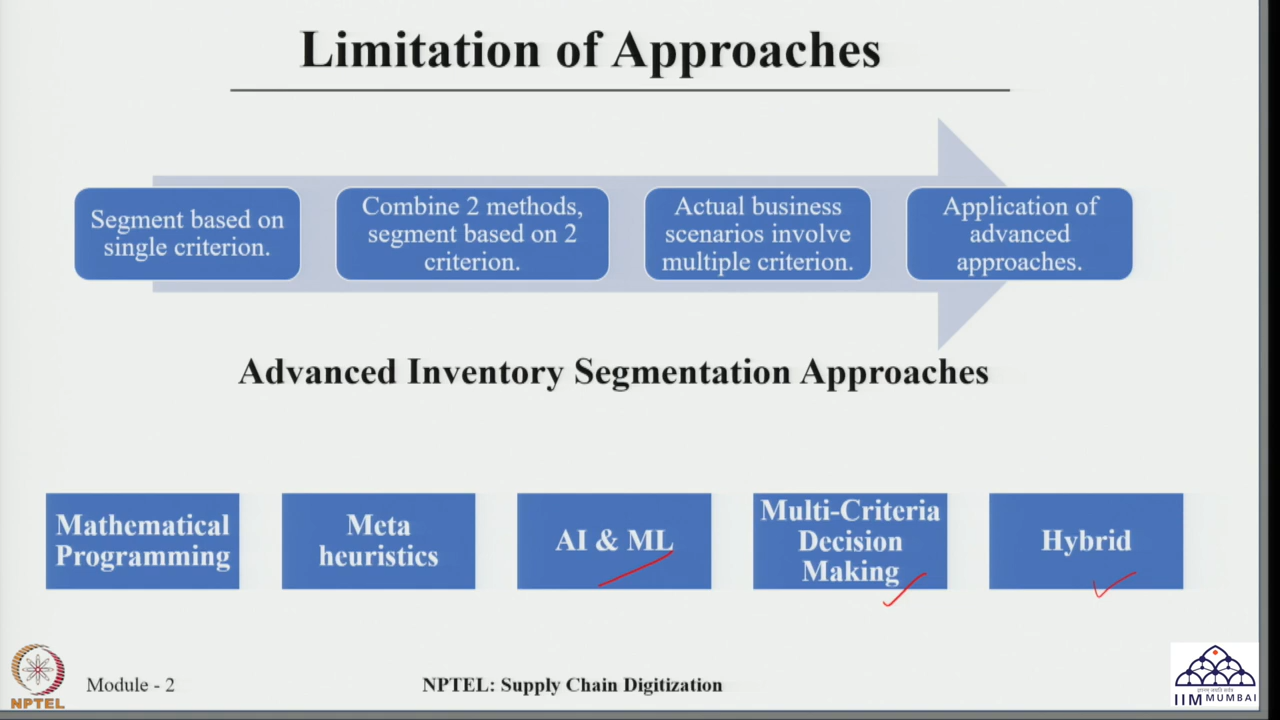 Limitation of Approaches
Segment based on
single criterion.
Combine 2 methods,
segment based on 2
criterion.
Actual business
scenarios involve
multiple criterion.
Application of
advanced
approaches.
Advanced Inventory Segmentation Approaches
Mathematical
Programming
Meta
heuristics
AI & ML
Multi-Criteria
Decision
Making
Hybrid
NPTEL
Module - 2
NPTEL: Supply Chain Digitization
IIM MUMBAI